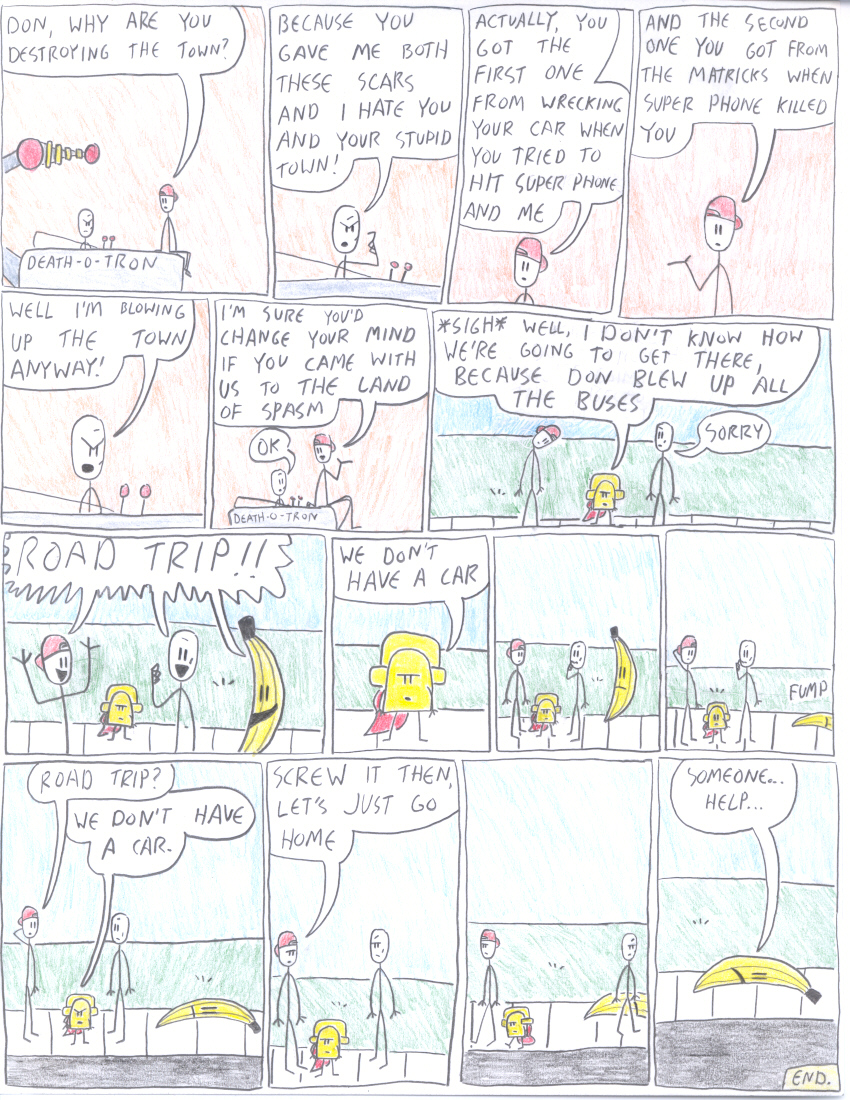 DON, WHY ARE YOU
DESTROYING THE TOWN?
DEATH-O-TRON
BECAUSE YOU
GAVE ME BOTH
THESE SCARS
AND I HATE YOU
AND YOUR STUPID
TOWN!
ACTUALLY, YOU
GOT THE
FIRST ONE
FROM WRECKING
YOUR CAR WHEN
YOU TRIED TO
HIT SUPER PHONE
AND ME
AND THE SECOND
ONE YOU GOT FROM
THE MATRICKS WHEN
SUPER PHONE KILLED
YOU
WELL I'M BLOWING
UP THE TOWN
ANYWAY!
I'M SURE YOU'D
CHANGE YOUR MIND
IF YOU CAME WITH
US TO THE LAND
OF SPASM
OK
DEATH-O-TRON
*SIGH* WELL, I DON'T KNOW HOW
WE'RE GOING TO GET THERE,
BECAUSE DON BLEW UP ALL
THE BUSES
SORRY
ROAD TRIP!!
WE DON'T
HAVE A CAR
FUMP
ROAD TRIP?
WE DON'T HAVE
A CAR.
SCREW IT THEN,
LET'S JUST GO
HOME
SOMEONE...
HELP...
END.